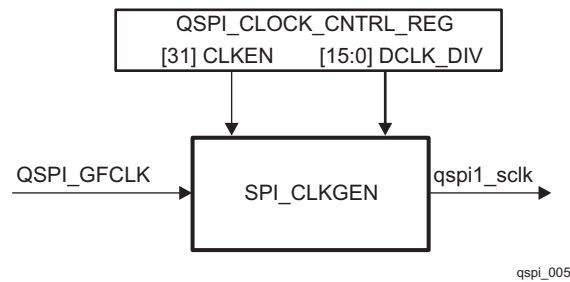 QSPI_CLOCK_CNTRL_REG
[31] CLKEN [15:0] DCLK_DIV
QSPI_GFCLK
SPI_CLKGEN
qspi1_sclk
qspi_005